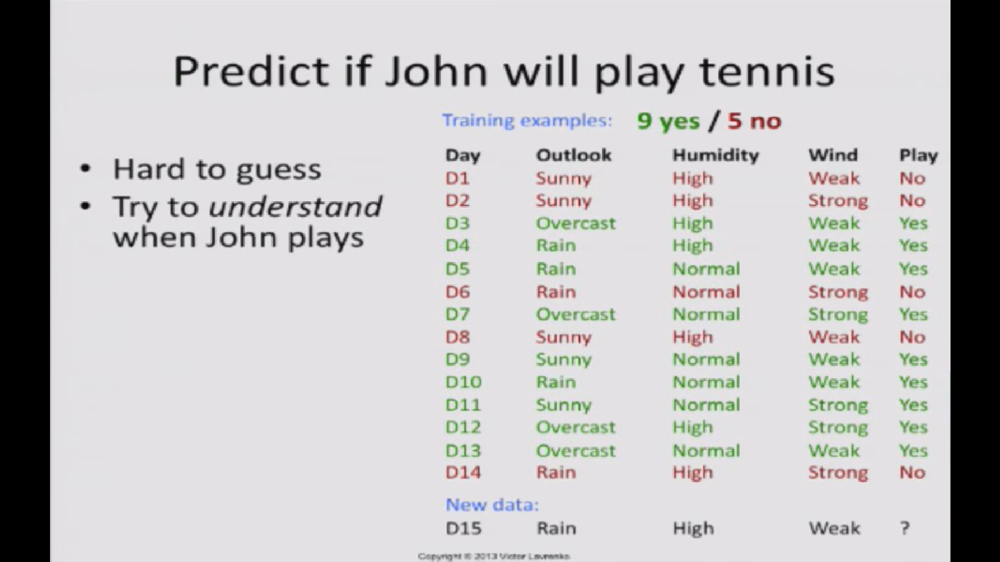 Predict if John will play tennis
Training examples: 9 yes / 5 no
• Hard to guess
• Try to understand
when John plays
Day Outlook Humidity Wind Play
D1 Sunny High Weak No
D2 Sunny High Strong No
D3 Overcast High Weak Yes
D4 Rain High Weak Yes
D5 Rain Normal Weak Yes
D6 Rain Normal Strong No
D7 Overcast Normal Strong Yes
D8 Sunny High Weak No
D9 Sunny Normal Weak Yes
D10 Rain Normal Weak Yes
D11 Sunny Normal Strong Yes
D12 Overcast High Strong Yes
D13 Overcast Normal Weak Yes
D14 Rain High Strong No
New data:
D15 Rain High Weak ?
Copyright © 2013 Victor Lavrenko